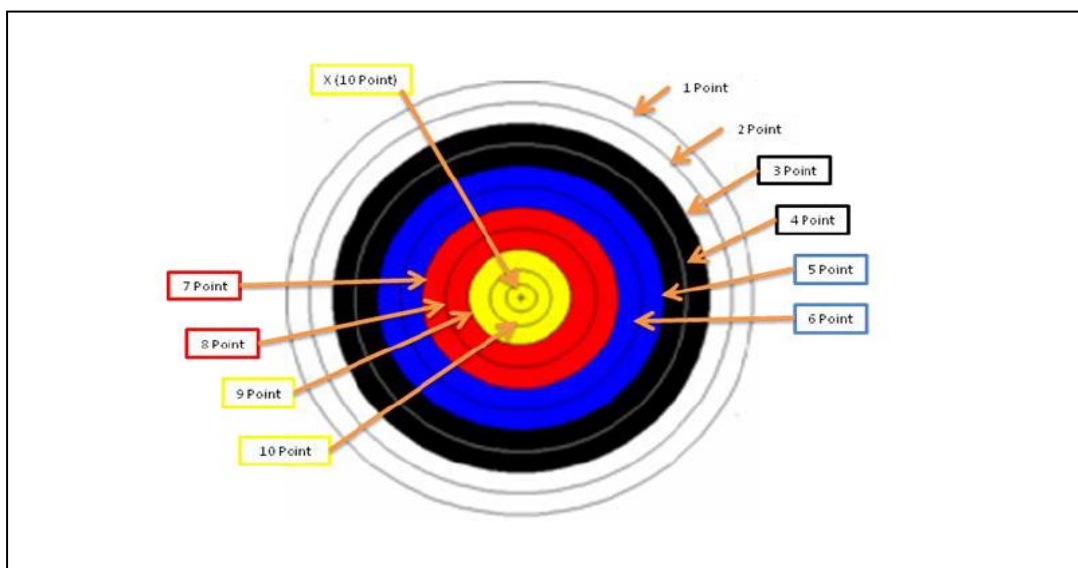 X (10 Point)
1 Point
2 Point
3 Point
4 Point
5 Point
6 Point
7 Point
8 Point
9 Point
10 Point